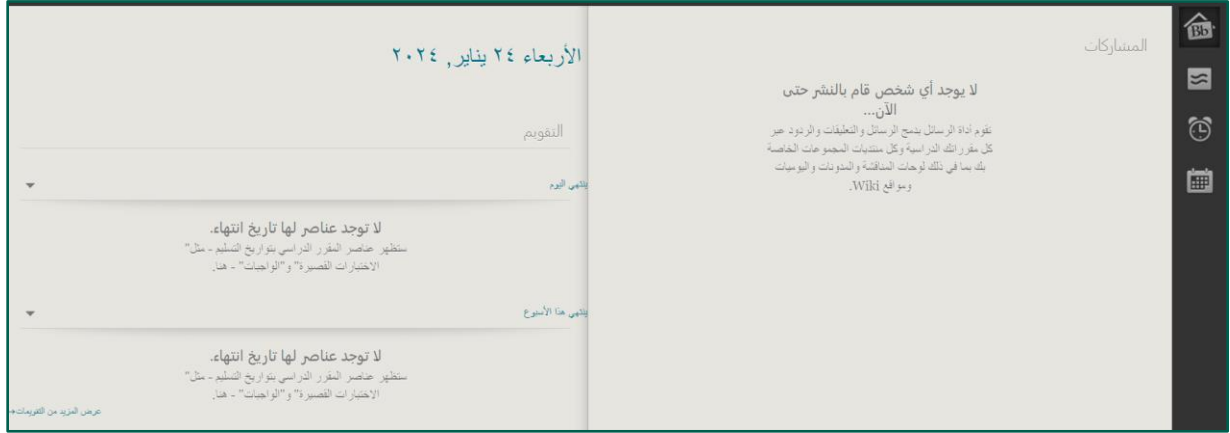 Bb
المشاركات
لا يوجد أي شخص قام بالنشر حتى
الآن...
تقوم أداة الرسائل بدمج الرسائل والتعليقات والردود عبر
كل مقرراتك الدراسية وكل منتديات المجموعات الخاصة
بك بما في ذلك لوحات المناقشة والمدونات واليوميات
ومواقع Wiki.
الأربعاء ٢٤ يناير, ٢٠٢٤
التقويم
ينتهي اليوم
لا توجد عناصر لها تاريخ انتهاء.
ستظهر عناصر المقرر الدراسي بتواريخ التسليم - مثل"
الاختبارات القصيرة" و"الواجبات" - هنا.
ينتهي هذا الأسبوع
لا توجد عناصر لها تاريخ انتهاء.
ستظهر عناصر المقرر الدراسي بتواريخ التسليم - مثل"
الاختبارات القصيرة" و"الواجبات" - هنا.
عرض المزيد من التقويمات→